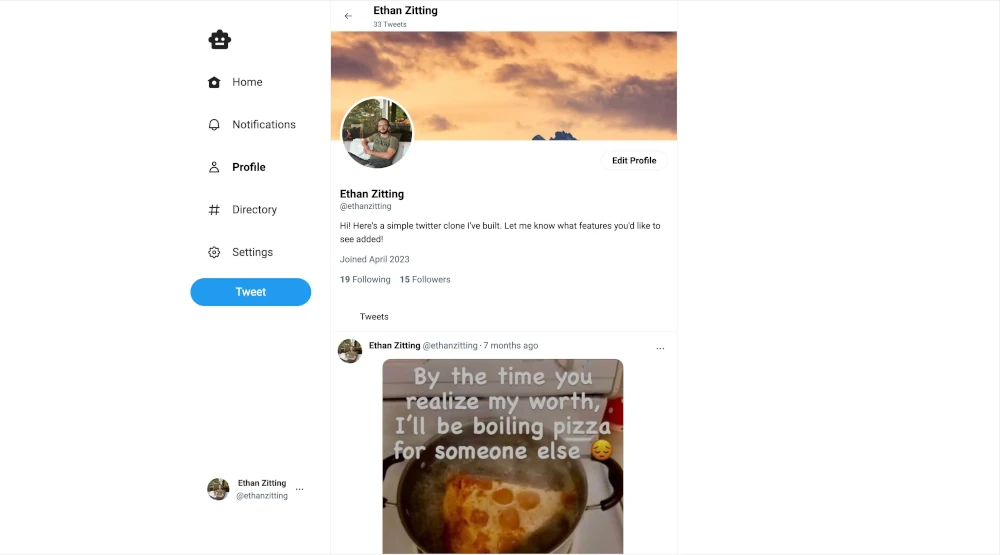 Home
Notifications
Profile
Directory
Settings
Tweet
Ethan Zitting
@ethanzitting
...
Ethan Zitting
33 Tweets
Edit Profile
Ethan Zitting
@ethanzitting
Hi! Here's a simple twitter clone I've built. Let me know what features you'd like to
see added!
Joined April 2023
19 Following 15 Followers
Tweets
Ethan Zitting @ethanzitting · 7 months ago ...
By the time you
realize my worth,
I'll be boiling pizza
for someone else 😔